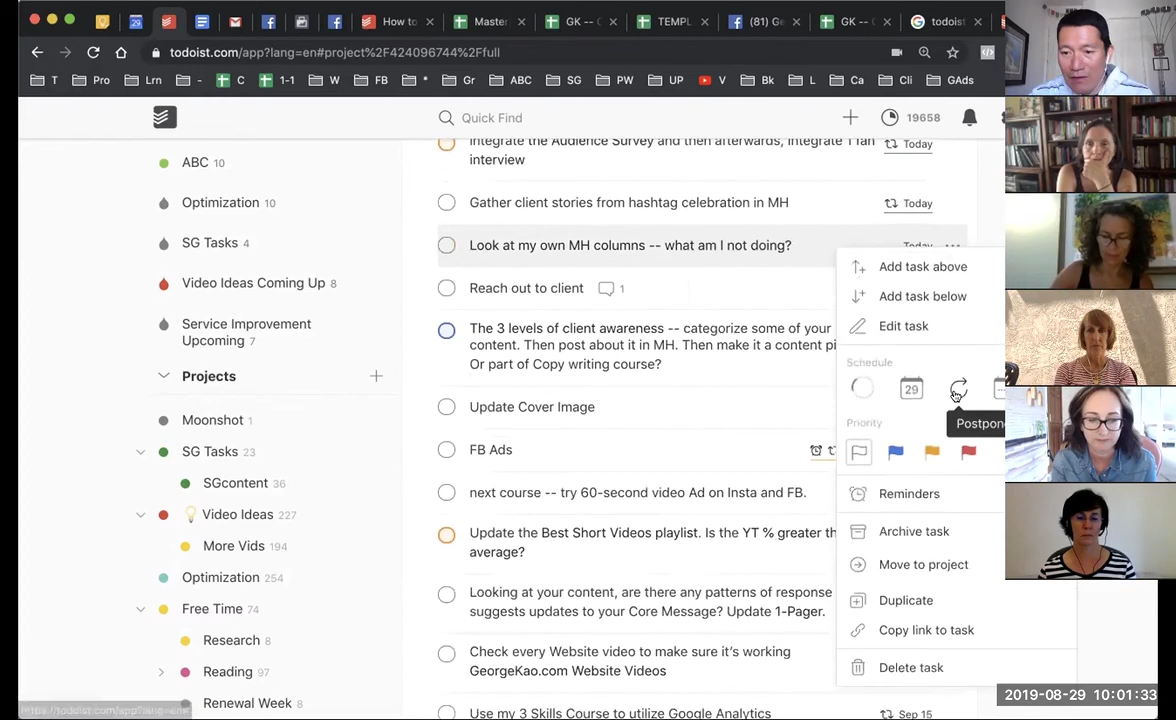 How to
Master
GK -- (
TEMPL
(81) Ge
GK -- (
todoist
todoist.com/app?lang=en#project%2F424096744%2Ffull
T
Pro
Lrn
-
C
1-1
W
FB
*
Gr
ABC
SG
PW
UP
V
Bk
L
Ca
Cli
GAds
Quick Find
19658
ABC 10
Optimization 10
SG Tasks 4
Video Ideas Coming Up 8
Service Improvement
Upcoming 7
Projects
Moonshot 1
SG Tasks 23
SGcontent 36
Video Ideas 227
More Vids 194
Optimization 254
Free Time 74
Research 8
Reading 97
Renewal Week 8
https://todoist.com/app?lang=en#
Integrate the Audience Survey and then afterwards, integrate 1 fan
interview
Today
Gather client stories from hashtag celebration in MH
Today
Look at my own MH columns -- what am I not doing?
Today
Reach out to client 1
The 3 levels of client awareness -- categorize some of your
content. Then post about it in MH. Then make it a content pi
Or part of Copy writing course?
Update Cover Image
FB Ads
next course -- try 60-second video Ad on Insta and FB.
Update the Best Short Videos playlist. Is the YT % greater th
average?
Looking at your content, are there any patterns of response
suggests updates to your Core Message? Update 1-Pager.
Check every Website video to make sure it's working
GeorgeKao.com Website Videos
Use my 3 Skills Course to utilize Google Analytics
Sep 15
Add task above
Add task below
Edit task
Schedule
29
Postpone
Priority
Reminders
Archive task
Move to project
Duplicate
Copy link to task
Delete task
2019-08-29 10:01:33